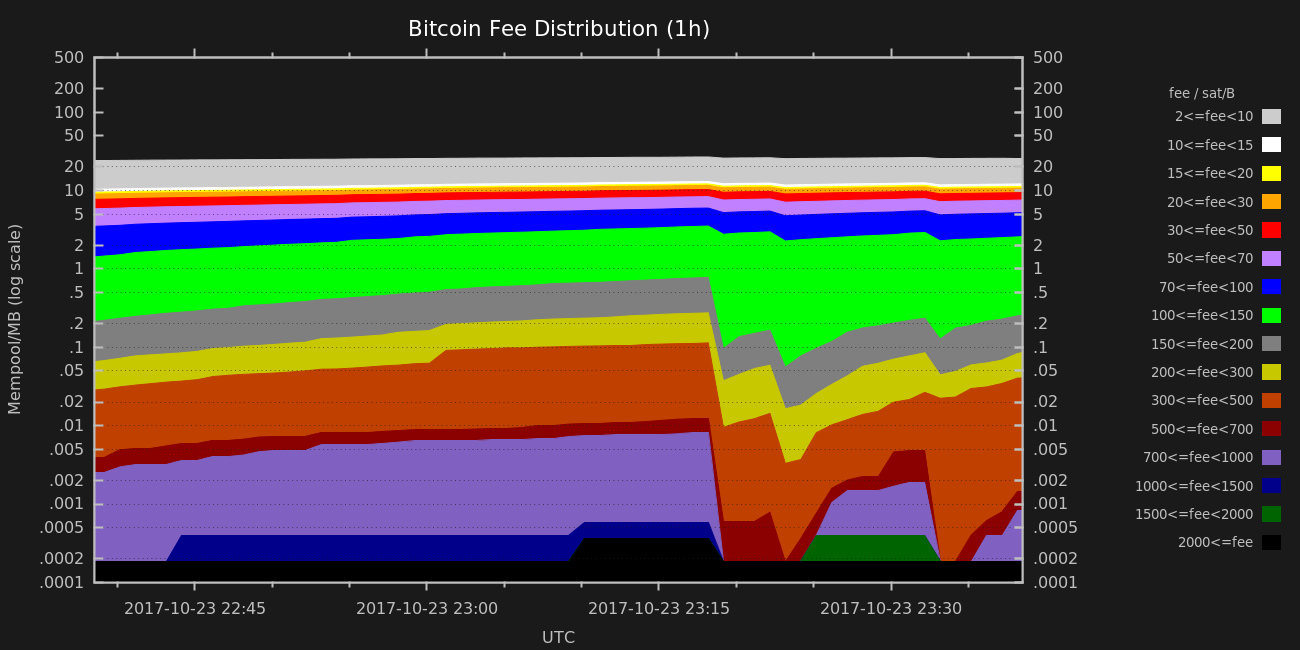 Bitcoin Fee Distribution (1h)
500
200
100
50
20
10
5
2
1
.5
.2
.1
.05
.02
.01
.005
.002
.001
.0005
.0002
.0001
Mempool/MB (log scale)
500
200
100
50
20
10
5
2
1
.5
.2
.1
.05
.02
.01
.005
.002
.001
.0005
.0002
.0001
2017-10-23 22:45
2017-10-23 23:00
2017-10-23 23:15
2017-10-23 23:30
UTC
fee / sat/B
2<=fee<10
10<=fee<15
15<=fee<20
20<=fee<30
30<=fee<50
50<=fee<70
70<=fee<100
100<=fee<150
150<=fee<200
200<=fee<300
300<=fee<500
500<=fee<700
700<=fee<1000
1000<=fee<1500
1500<=fee<2000
2000<=fee